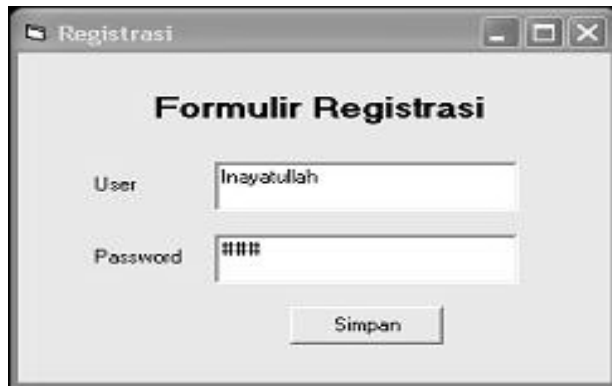 Registrasi
Formulir Registrasi
User Inayatullah
Password ###
Simpan